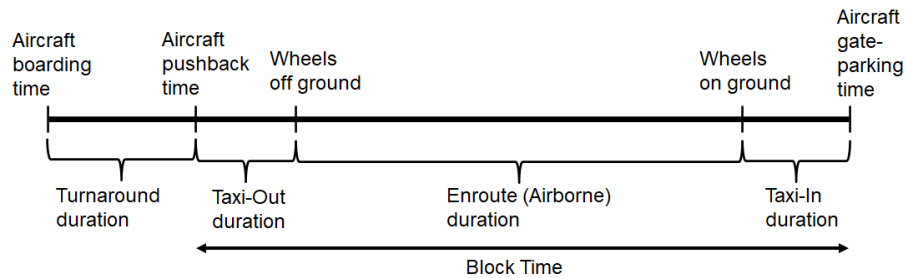 Aircraft
boarding
time
Aircraft
pushback
time
Wheels
off ground
Wheels
on ground
Aircraft
gate-
parking
time
Turnaround
duration
Taxi-Out
duration
Enroute (Airborne)
duration
Taxi-In
duration
Block Time